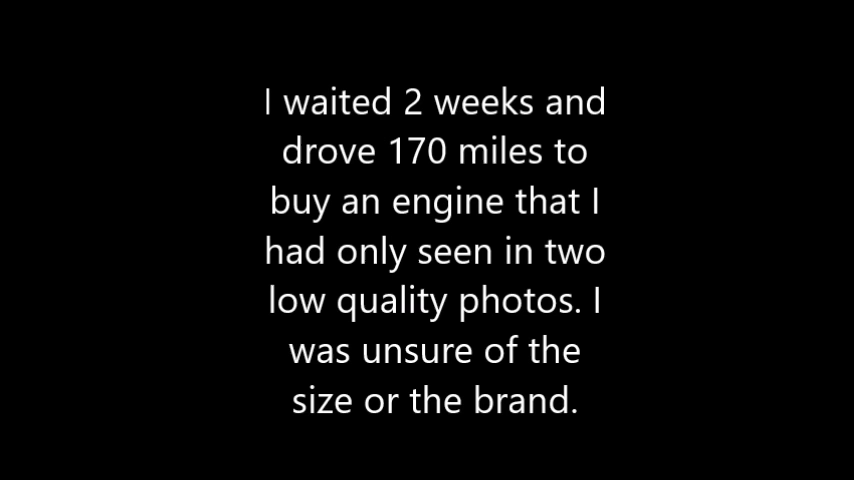 I waited 2 weeks and
drove 170 miles to
buy an engine that I
had only seen in two
low quality photos. I
was unsure of the
size or the brand.